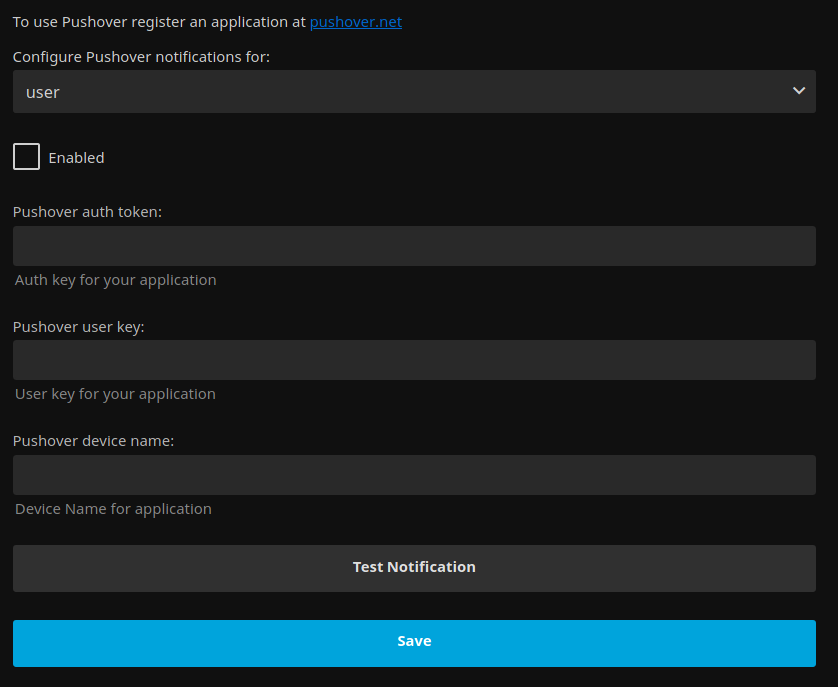 To use Pushover register an application at pushover.net
Configure Pushover notifications for:
user
Enabled
Pushover auth token:
Auth key for your application
Pushover user key:
User key for your application
Pushover device name:
Device Name for application
Test Notification
Save